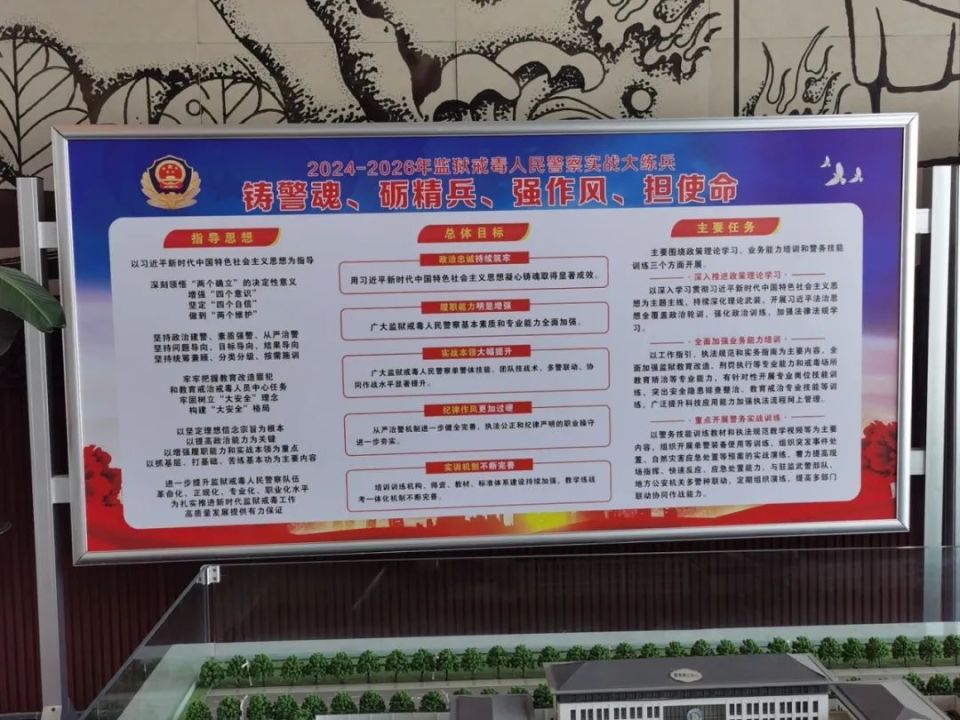 2024-2026年监狱戒毒人民警察实战大练兵
铸警魂、砺精兵、强作风、担使命
指导思想
以习近平新时代中国特色社会主义思想为指导
深刻领悟“两个确立”的决定性意义
增强“四个意识”
坚定“四个自信”
做到“两个维护”
坚持政治建警、素质强警、从严治警
坚持问题导向、目标导向、结果导向
坚持统筹兼顾、分类分级、按需施训
牢牢把握教育改造罪犯
和教育戒治戒毒人员中心任务
牢固树立“大安全”理念
构建“大安全”格局
以坚定理想信念宗旨为根本
以提高政治能力为关键
以增强履职能力和实战本领为重点
以抓基层、打基础、苦练基本功为主要内容
进一步提升监狱戒毒人民警察队伍
革命化、正规化、专业化、职业化水平
为扎实推进新时代监狱戒毒工作
高质量发展提供有力保证
总体目标
政治忠诚持续筑牢
用习近平新时代中国特色社会主义思想凝心铸魂取得显著成效。
履职能力明显增强
广大监狱戒毒人民警察基本素质和专业能力全面加强。
实战本领大幅提升
广大监狱戒毒人民警察单警体技能、团队技战术、多警联动、协
同作战水平显著提升。
纪律作风更加过硬
从严治警机制进一步健全完善，执法公正和纪律严明的职业操守
进一步夯实。
实训机制不断完善
培训训练机构、师资、教材、标准体系建设持续加强，教学练战
考一体化机制不断完善。
主要任务
主要围绕政策理论学习、业务能力培训和警务技能
训练三个方面开展。
深入推进政策理论学习
以深入学习贯彻习近平新时代中国特色社会主义思
想为主题主线，持续深化理论武装，开展习近平法治思
想全覆盖政治轮训，强化政治训练，加强法律法规学
习。
全面加强业务能力培训
以工作指引、执法规范和实务指南为主要内容，全
面加强监狱教育改造、刑罚执行等专业能力和戒毒场所
教育矫治等专业能力，有针对性开展专业岗位技能训
练，突出安全隐患排查整治、教育戒治专业技能等训
练，广泛提升科技应用能力加强执法流程网上管理。
重点开展警务实战训练
以警务技能训练教材和执法规范教学视频等为主要
内容，组织开展单警装备使用等训练，组织突发事件处
置、自然灾害应急处置等预案的实战演练，着力提高现
场指挥、快速反应、应急处置能力，与驻监武警部队、
地方公安机关多警种联动，定期组织演练，提高多部门
联动协同作战能力。